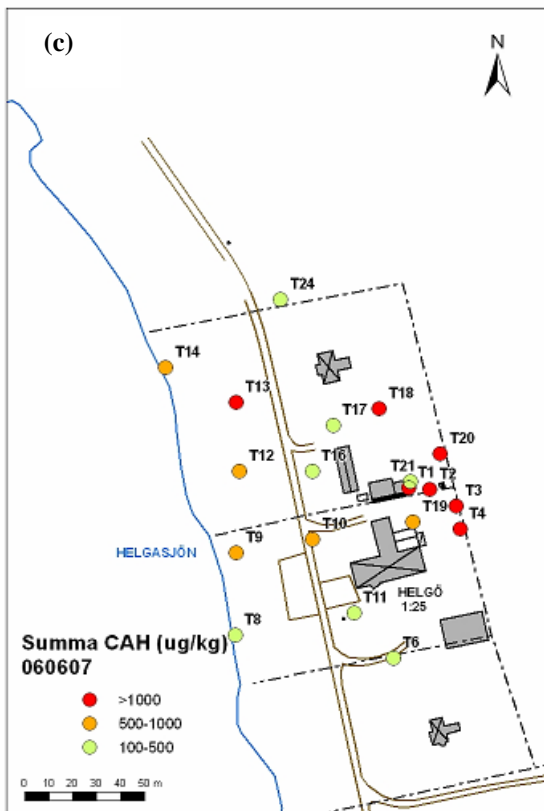 (c)
N
T24
T14
T13
T18
T17
T20
T12
T16
T21 T1 T2
T3
T19
T4
T10
HELGASJÖN
T9
HELGÖ
1:25
T11
T8
T6
Summa CAH (ug/kg)
060607
>1000
500-1000
100-500
0 10 20 30 40 50 m